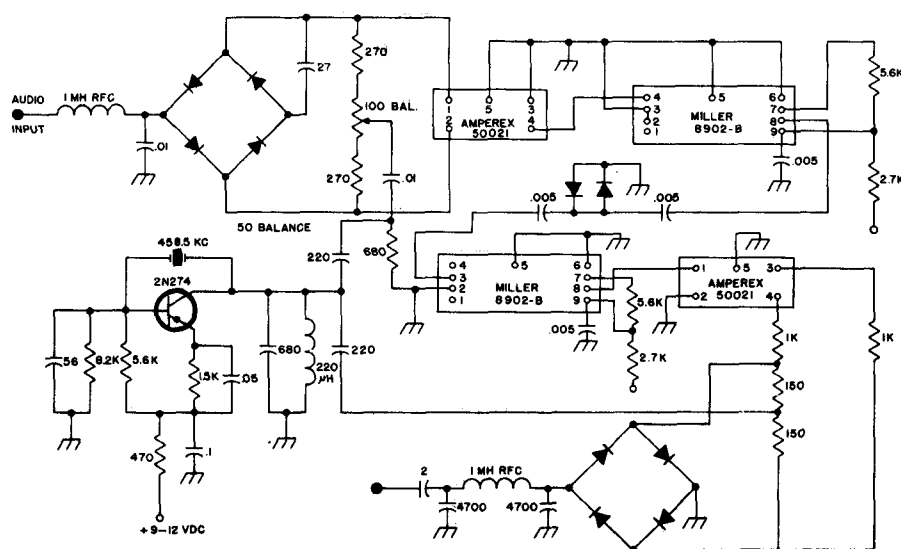 AUDIO
INPUT
1 MH RFC
.01
27
270
100 BAL.
270
.01
50 BALANCE
1 5 3
2 4
AMPEREX
50021
4 5 6
3 7
2 8
1 9
MILLER
8902-B
5.6K
.005
2.7K
.005
.005
458.5 KC
2N274
220
680
4 5 6
3 7
2 8
1 9
MILLER
8902-B
5.6K
.005
2.7K
1 5 3
2 4
AMPEREX
50021
56
8.2K
5.6K
1.5K
.05
680
220
µH
220
1K
1K
150
150
470
.1
+9-12 VDC
2
1 MH RFC
4700
4700